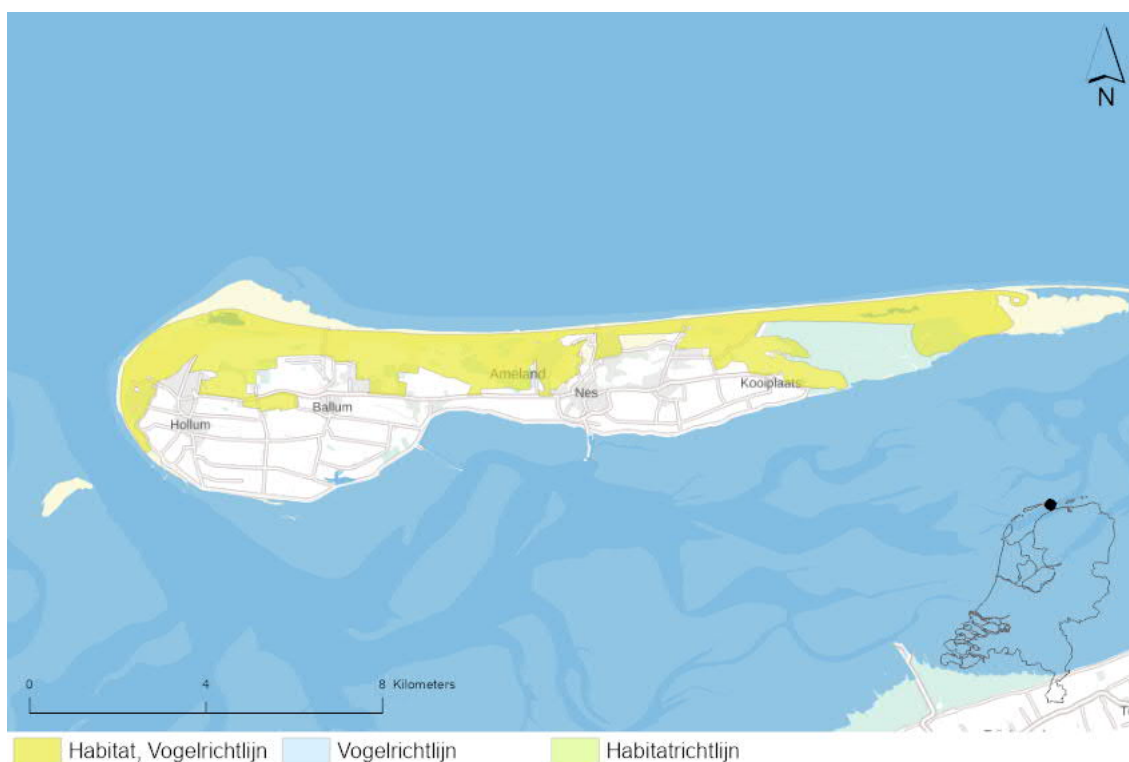 N
Ameland
Nes
Kooiplaats
Ballum
Hollum
0 4 8 Kilometers
Habitat, Vogelrichtlijn Vogelrichtlijn Habitatrichtlijn